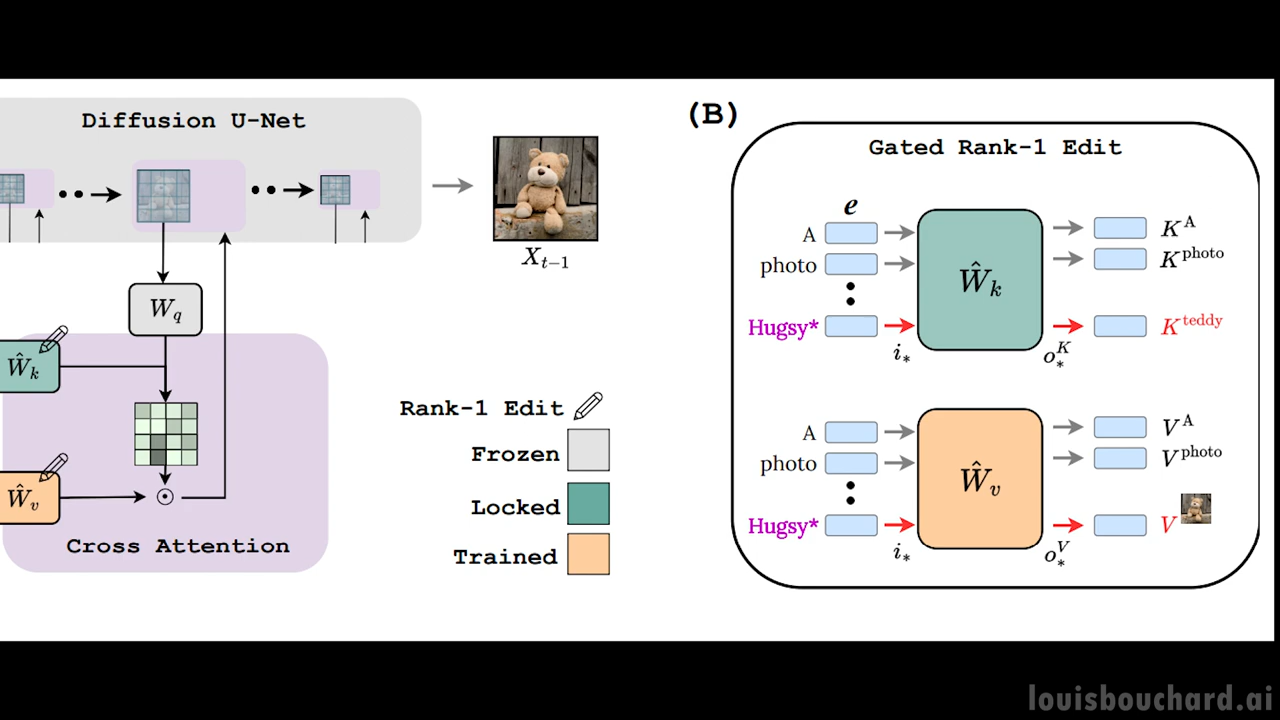 Diffusion U-Net
X_{t−1}
W_q
Ŵ_k
Ŵ_v
Cross Attention
Rank-1 Edit
Frozen
Locked
Trained
(B)
Gated Rank-1 Edit
e
A
photo
Hugsy*
i_*
Ŵ_k
o_*^K
K^A
K^photo
K^teddy
A
photo
Hugsy*
i_*
Ŵ_v
o_*^V
V^A
V^photo
V
louisbouchard.ai